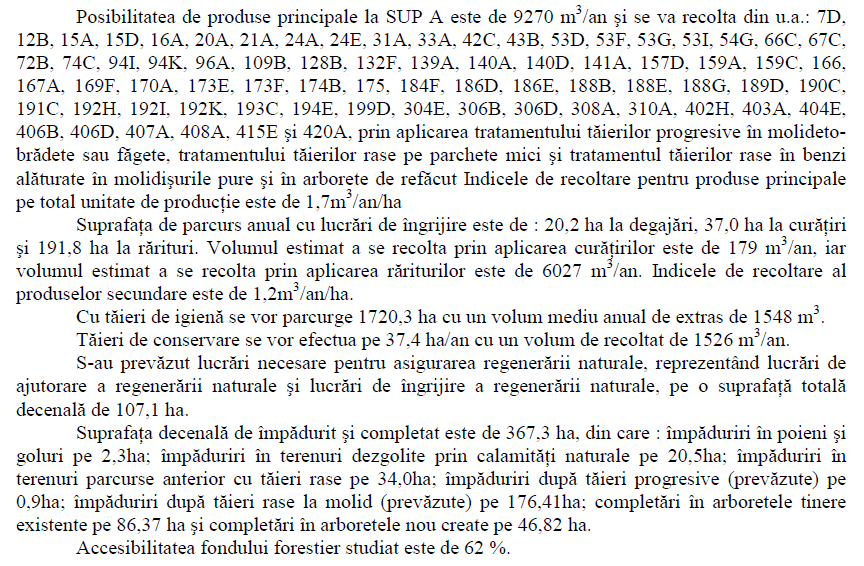 Posibilitatea de produse principale la SUP A este de 9270 m³/an şi se va recolta din u.a.: 7D,
12B, 15A, 15D, 16A, 20A, 21A, 24A, 24E, 31A, 33A, 42C, 43B, 53D, 53F, 53G, 53I, 54G, 66C, 67C,
72B, 74C, 94I, 94K, 96A, 109B, 128B, 132F, 139A, 140A, 140D, 141A, 157D, 159A, 159C, 166,
167A, 169F, 170A, 173E, 173F, 174B, 175, 184F, 186D, 186E, 188B, 188E, 188G, 189D, 190C,
191C, 192H, 192I, 192K, 193C, 194E, 199D, 304E, 306B, 306D, 308A, 310A, 402H, 403A, 404E,
406B, 406D, 407A, 408A, 415E şi 420A, prin aplicarea tratamentului tăierilor progresive în molideto-
brădete sau făgete, tratamentului tăierilor rase pe parchete mici şi tratamentul tăierilor rase în benzi
alăturate în molidişurile pure şi în arborete de refăcut Indicele de recoltare pentru produse principale
pe total unitate de producţie este de 1,7m³/an/ha
Suprafaţa de parcurs anual cu lucrări de îngrijire este de : 20,2 ha la degajări, 37,0 ha la curăţiri
şi 191,8 ha la rărituri. Volumul estimat a se recolta prin aplicarea curăţirilor este de 179 m³/an, iar
volumul estimat a se recolta prin aplicarea răriturilor este de 6027 m³/an. Indicele de recoltare al
produselor secundare este de 1,2m³/an/ha.
Cu tăieri de igienă se vor parcurge 1720,3 ha cu un volum mediu anual de extras de 1548 m³.
Tăieri de conservare se vor efectua pe 37,4 ha/an cu un volum de recoltat de 1526 m³/an.
S-au prevăzut lucrări necesare pentru asigurarea regenerării naturale, reprezentând lucrări de
ajutorare a regenerării naturale şi lucrări de îngrijire a regenerării naturale, pe o suprafaţă totală
decenală de 107,1 ha.
Suprafaţa decenală de împădurit şi completat este de 367,3 ha, din care : împăduriri în poieni şi
goluri pe 2,3ha; împăduriri în terenuri dezgolite prin calamităţi naturale pe 20,5ha; împăduriri în
terenuri parcurse anterior cu tăieri rase pe 34,0ha; împăduriri după tăieri progresive (prevăzute) pe
0,9ha; împăduriri după tăieri rase la molid (prevăzute) pe 176,41ha; completări în arboretele tinere
existente pe 86,37 ha şi completări în arboretele nou create pe 46,82 ha.
Accesibilitatea fondului forestier studiat este de 62 %.